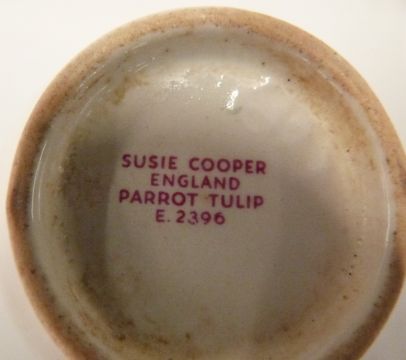 SUSIE COOPER
ENGLAND
PARROT TULIP
E. 2396